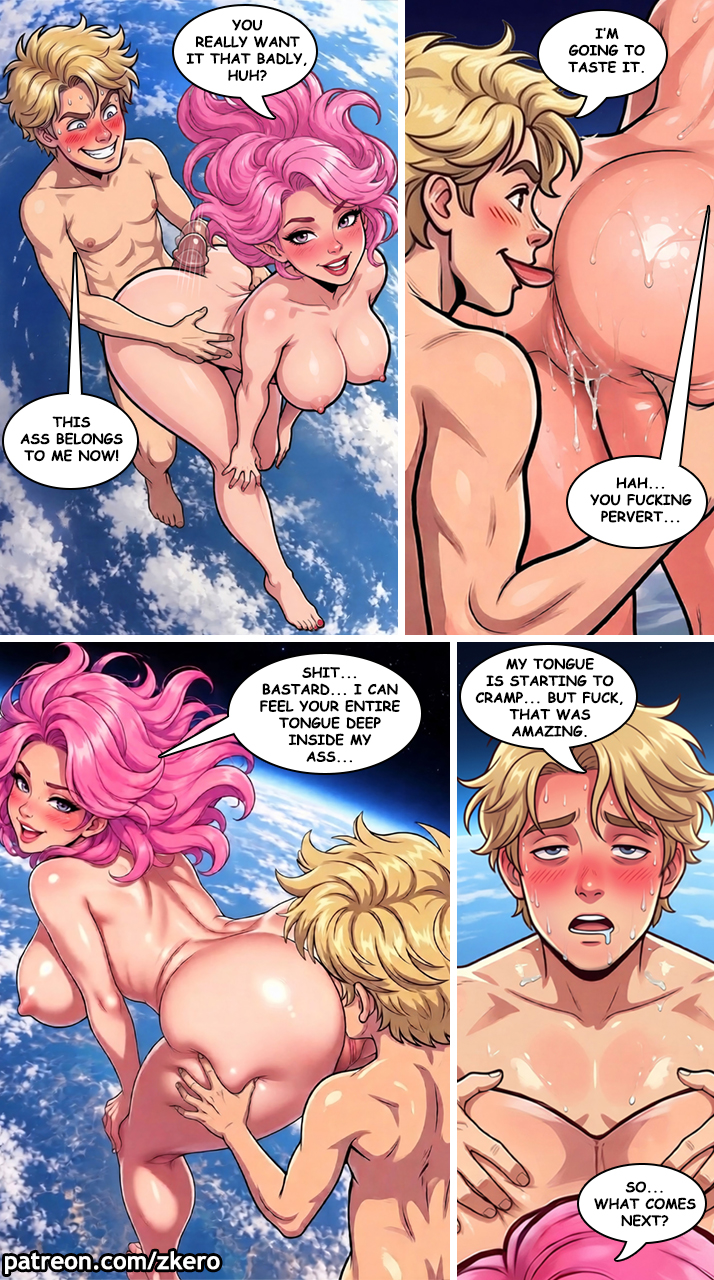 YOU
REALLY WANT
IT THAT BADLY,
HUH?
THIS
ASS BELONGS
TO ME NOW!
I'M
GOING TO
TASTE IT.
HAH...
YOU FUCKING
PERVERT...
SHIT...
BASTARD... I CAN
FEEL YOUR ENTIRE
TONGUE DEEP
INSIDE MY
ASS...
MY TONGUE
IS STARTING TO
CRAMP... BUT FUCK,
THAT WAS
AMAZING.
SO...
WHAT COMES
NEXT?
patreon.com/zkero